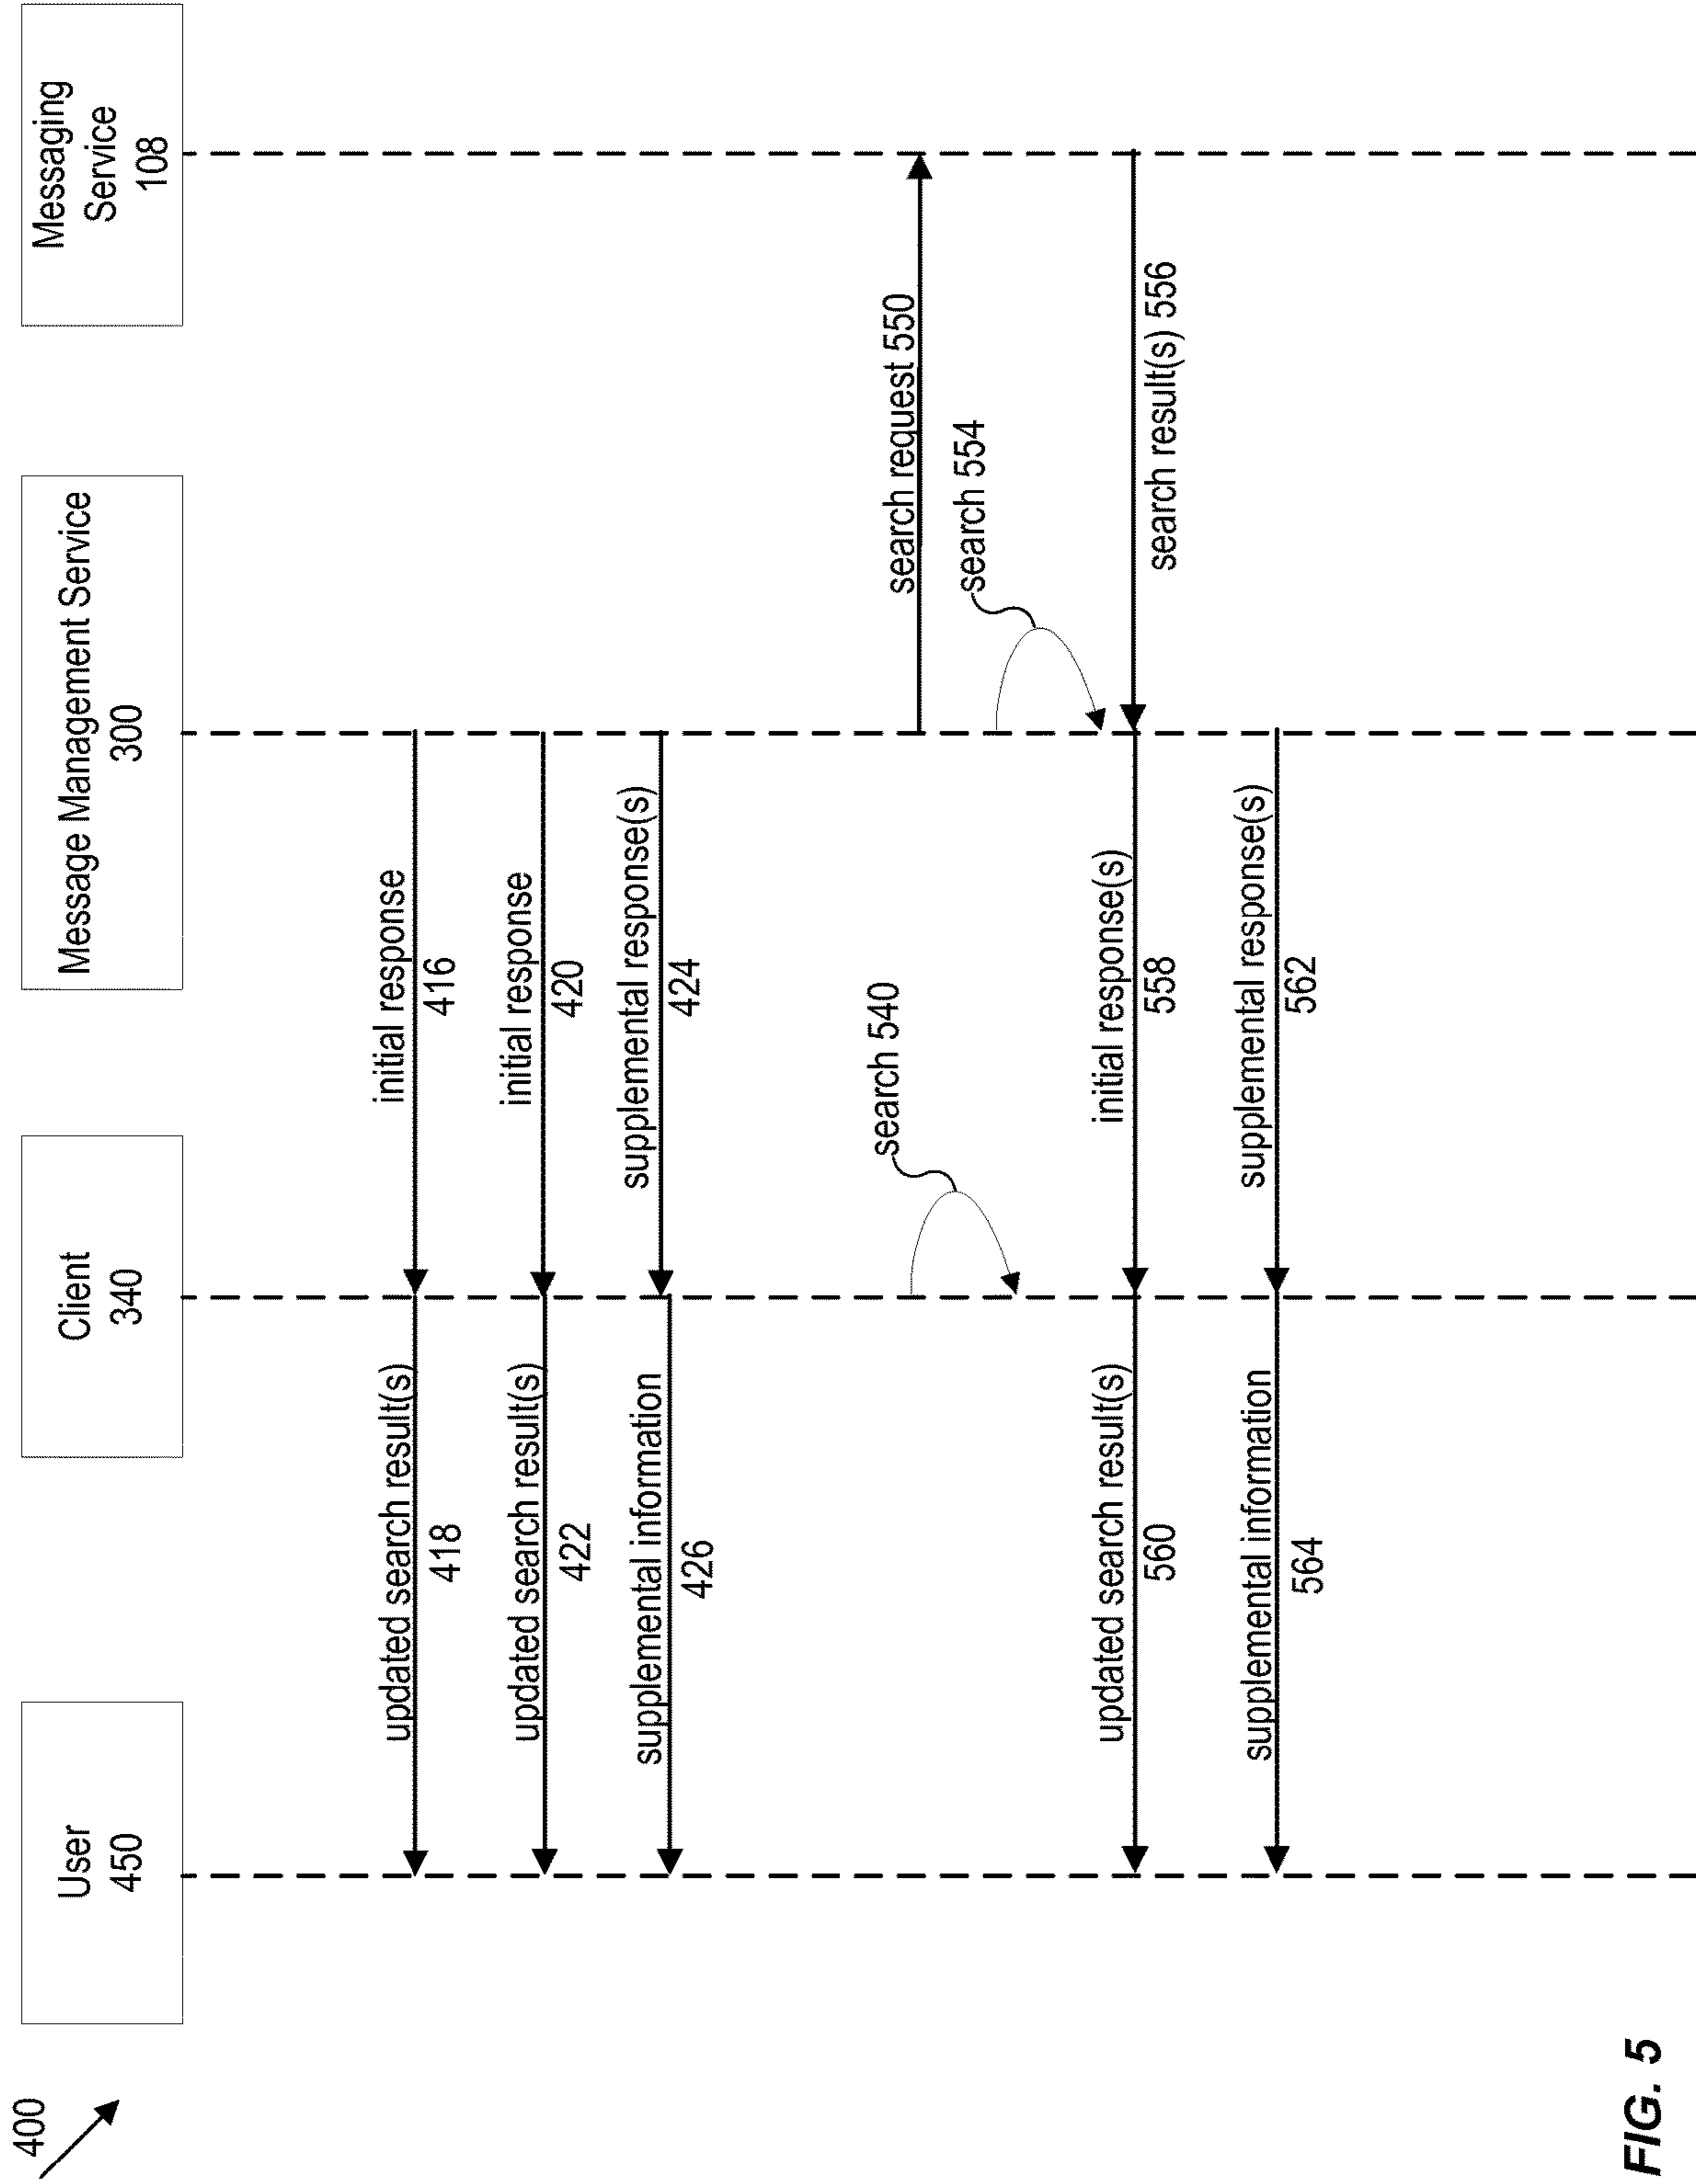 400
User
450
Client
340
Message Management Service
300
Messaging
Service
108
updated search result(s)
418
initial response
416
updated search result(s)
422
initial response
420
supplemental information
426
supplemental response(s)
424
search 540
search request 550
search 554
updated search result(s)
560
initial response(s)
558
search result(s) 556
supplemental information
564
supplemental response(s)
562
FIG. 5